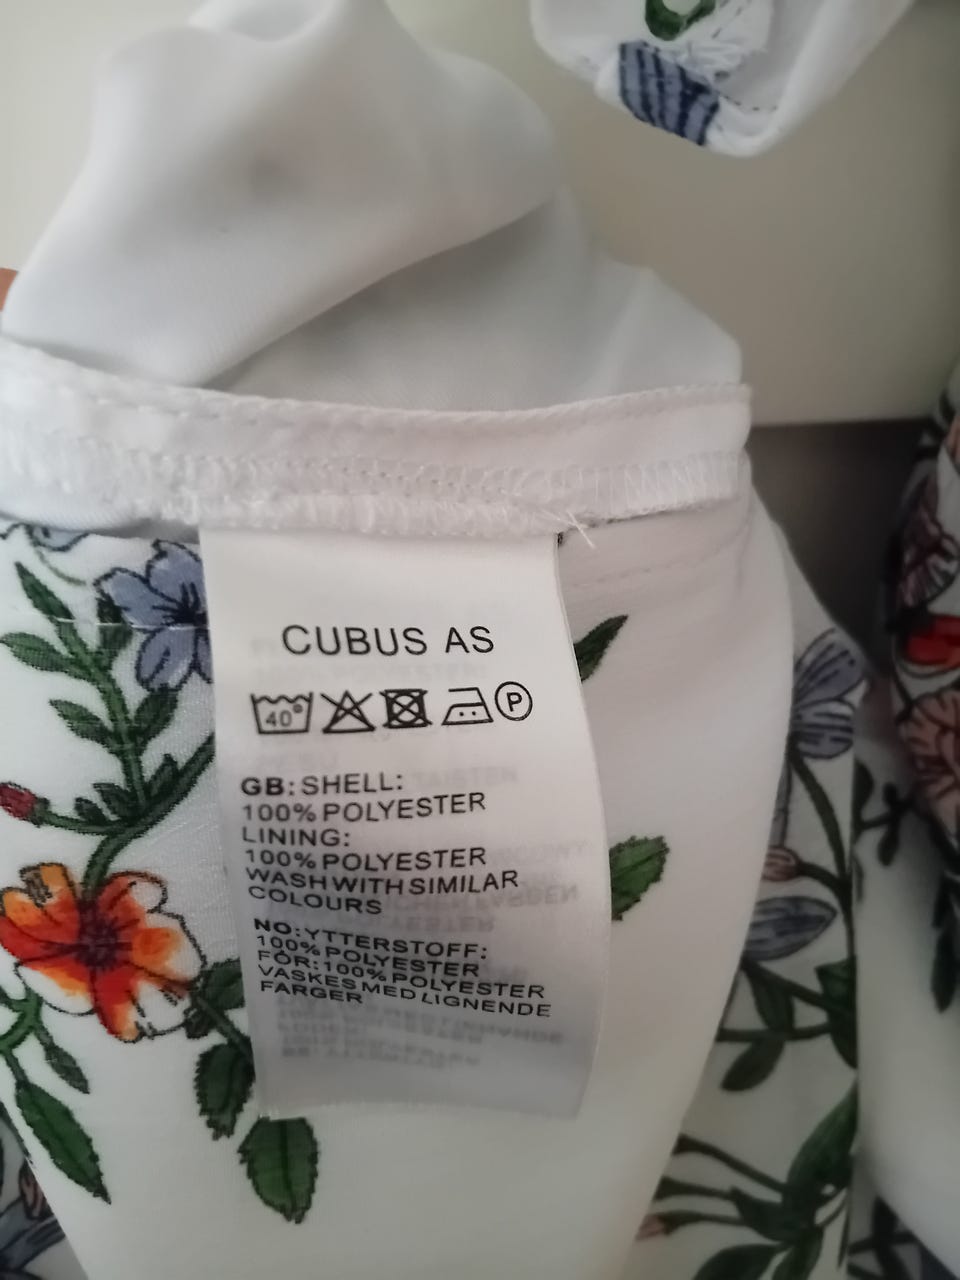 CUBUS AS
40° P
GB: SHELL:
100% POLYESTER
LINING:
100% POLYESTER
WASH WITH SIMILAR
COLOURS
NO: YTTERSTOFF:
100% POLYESTER
FÔR: 100% POLYESTER
VASKES MED LIGNENDE
FARGER